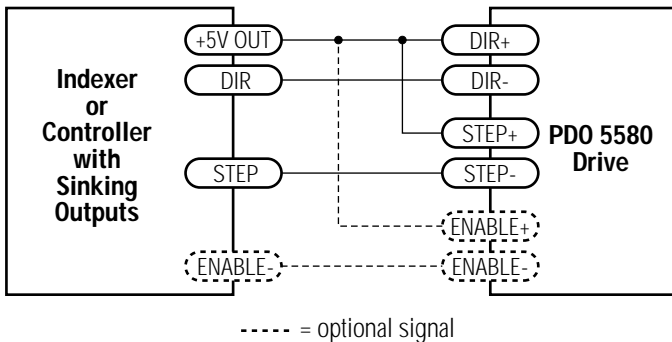 Indexer
or
Controller
with
Sinking
Outputs
+5V OUT
DIR
STEP
ENABLE-
DIR+
DIR-
STEP+
STEP-
ENABLE+
ENABLE-
PDO 5580
Drive
= optional signal